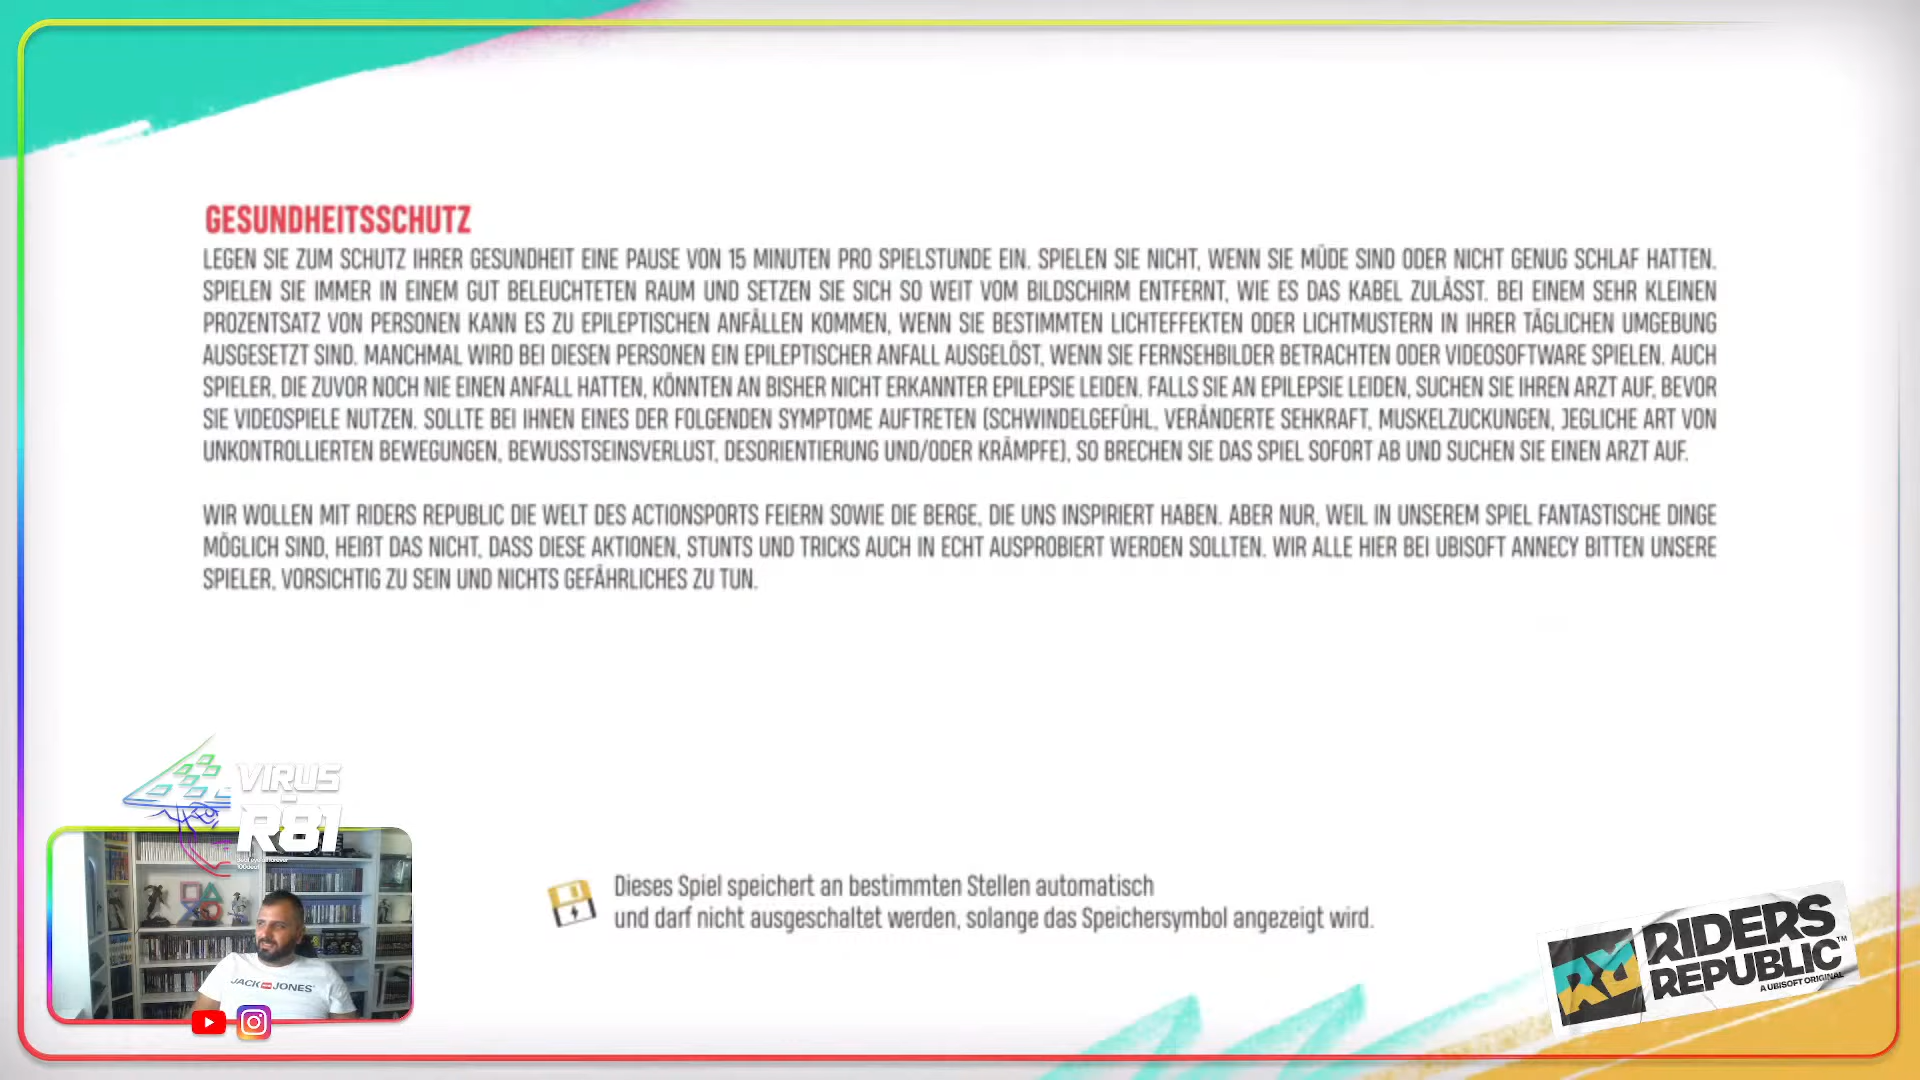 GESUNDHEITSSCHUTZ
LEGEN SIE ZUM SCHUTZ IHRER GESUNDHEIT EINE PAUSE VON 15 MINUTEN PRO SPIELSTUNDE EIN. SPIELEN SIE NICHT, WENN SIE MÜDE SIND ODER NICHT GENUG SCHLAF HATTEN.
SPIELEN SIE IMMER IN EINEM GUT BELEUCHTETEN RAUM UND SETZEN SIE SICH SO WEIT VOM BILDSCHIRM ENTFERNT, WIE ES DAS KABEL ZULÄSST. BEI EINEM SEHR KLEINEN
PROZENTSATZ VON PERSONEN KANN ES ZU EPILEPTISCHEN ANFÄLLEN KOMMEN, WENN SIE BESTIMMTEN LICHTEFFEKTEN ODER LICHTMUSTERN IN IHRER TÄGLICHEN UMGEBUNG
AUSGESETZT SIND. MANCHMAL WIRD BEI DIESEN PERSONEN EIN EPILEPTISCHER ANFALL AUSGELÖST, WENN SIE FERNSEHBILDER BETRACHTEN ODER VIDEOSOFTWARE SPIELEN. AUCH
SPIELER, DIE ZUVOR NOCH NIE EINEN ANFALL HATTEN, KÖNNTEN AN BISHER NICHT ERKANNTER EPILEPSIE LEIDEN. FALLS SIE AN EPILEPSIE LEIDEN, SUCHEN SIE IHREN ARZT AUF, BEVOR
SIE VIDEOSPIELE NUTZEN. SOLLTE BEI IHNEN EINES DER FOLGENDEN SYMPTOME AUFTRETEN (SCHWINDELGEFÜHL, VERÄNDERTE SEHKRAFT, MUSKELZUCKUNGEN, JEGLICHE ART VON
UNKONTROLLIERTEN BEWEGUNGEN, BEWUSSTSEINSVERLUST, DESORIENTIERUNG UND/ODER KRÄMPFE), SO BRECHEN SIE DAS SPIEL SOFORT AB UND SUCHEN SIE EINEN ARZT AUF.
WIR WOLLEN MIT RIDERS REPUBLIC DIE WELT DES ACTIONSPORTS FEIERN SOWIE DIE BERGE, DIE UNS INSPIRIERT HABEN. ABER NUR, WEIL IN UNSEREM SPIEL FANTASTISCHE DINGE
MÖGLICH SIND, HEIßT DAS NICHT, DASS DIESE AKTIONEN, STUNTS UND TRICKS AUCH IN ECHT AUSPROBIERT WERDEN SOLLTEN. WIR ALLE HIER BEI UBISOFT ANNECY BITTEN UNSERE
SPIELER, VORSICHTIG ZU SEIN UND NICHTS GEFÄHRLICHES ZU TUN.
VIRUS
R81
JACK JONES
Dieses Spiel speichert an bestimmten Stellen automatisch
und darf nicht ausgeschaltet werden, solange das Speichersymbol angezeigt wird.
RIDERS
REPUBLIC™
A UBISOFT ORIGINAL